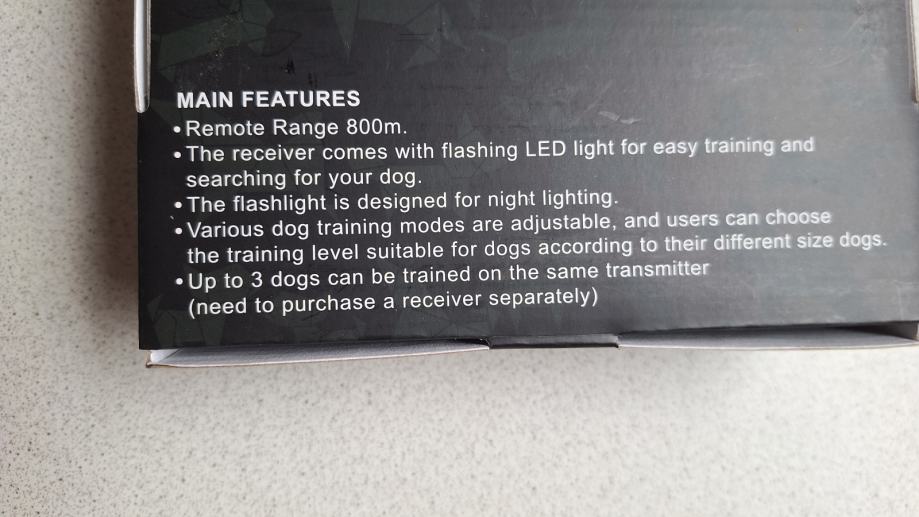 MAIN FEATURES
•Remote Range 800m.
•The receiver comes with flashing LED light for easy training and
searching for your dog.
•The flashlight is designed for night lighting.
•Various dog training modes are adjustable, and users can choose
the training level suitable for dogs according to their different size dogs.
•Up to 3 dogs can be trained on the same transmitter
(need to purchase a receiver separately)